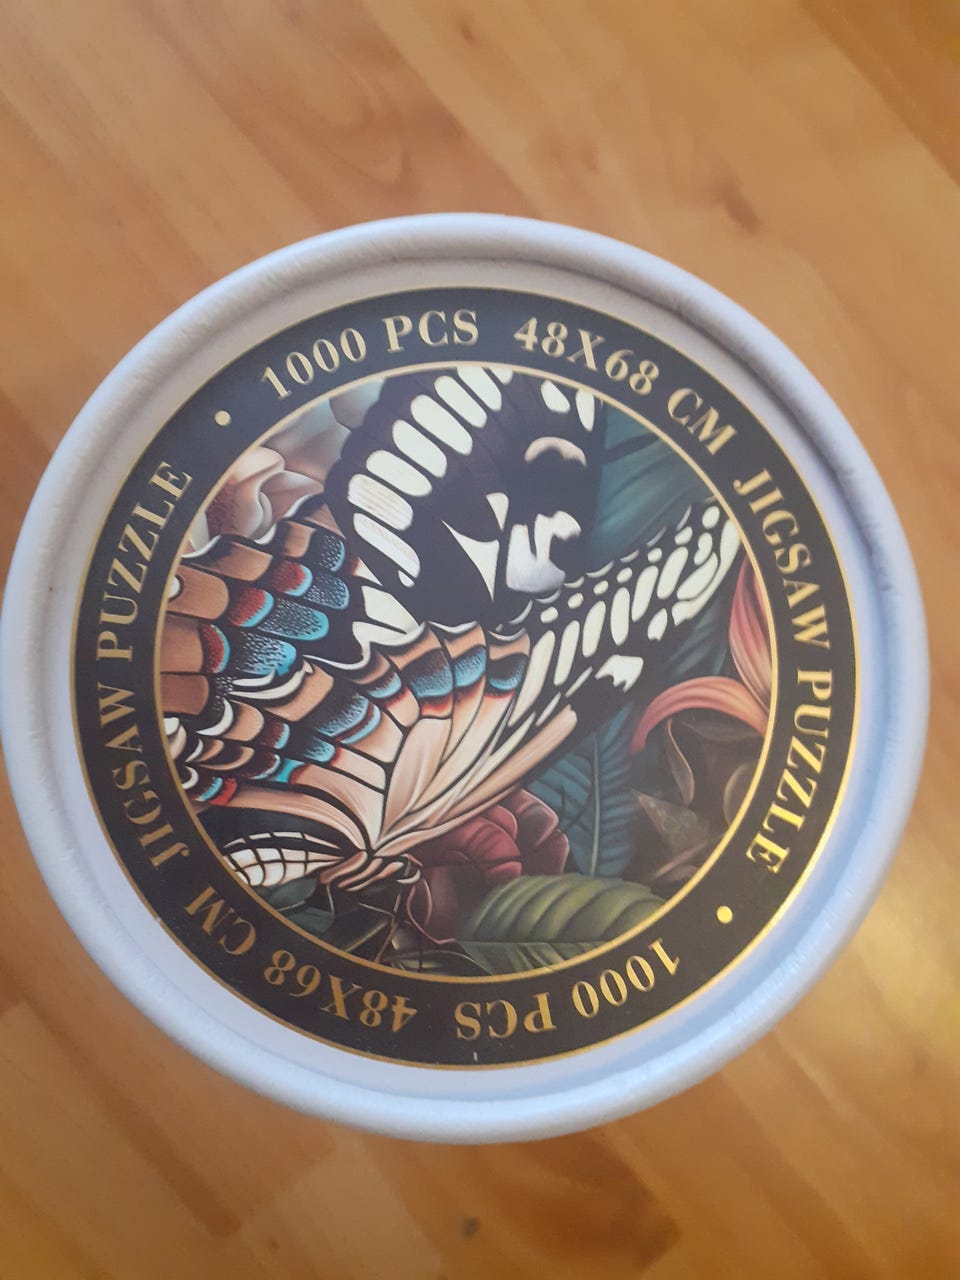 1000 PCS 48X68 CM JIGSAW PUZZLE
• 1000 PCS 48X68 CM JIGSAW PUZZLE •